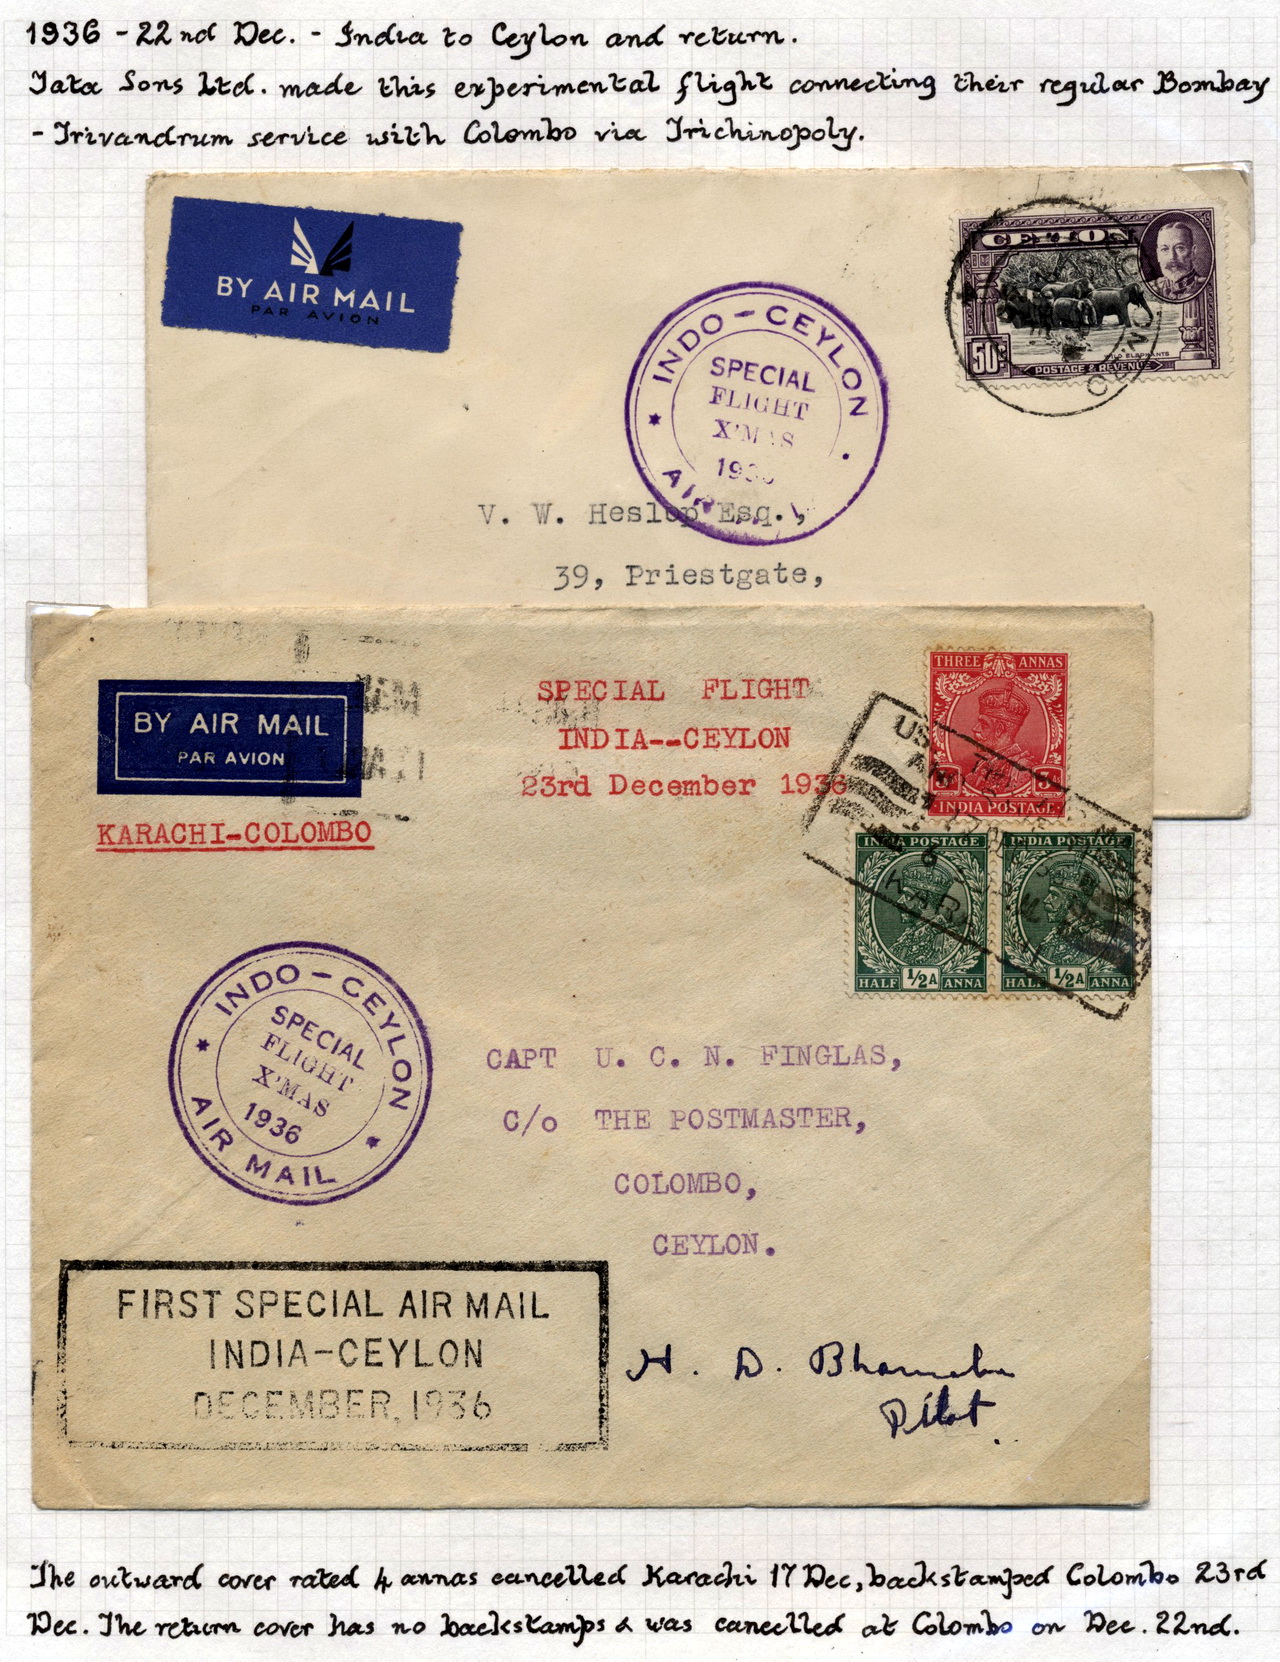 1936 - 22nd Dec. - India to Ceylon and return.
Tata Sons Ltd. made this experimental flight connecting their regular Bombay
- Trivandrum service with Colombo via Trichinopoly.
BY AIR MAIL
PAR AVION
INDO-CEYLON
SPECIAL
FLIGHT
X'MAS
AIR
CEYLON
50c
WILD ELEPHANTS
POSTAGE & REVENUE
V. W. Heslop Esq.,
39, Priestgate,
BY AIR MAIL
PAR AVION
SPECIAL FLIGHT
INDIA--CEYLON
23rd December 1936
KARACHI-COLOMBO
THREE ANNAS
INDIA POSTAGE
INDIA POSTAGE
INDIA POSTAGE
HALF 1/2A ANNA
HALF 1/2A ANNA
INDO-CEYLON
SPECIAL
FLIGHT
X'MAS
1936
AIR MAIL
CAPT U. C. N. FINGLAS,
C/o THE POSTMASTER,
COLOMBO,
CEYLON.
FIRST SPECIAL AIR MAIL
INDIA-CEYLON
DECEMBER, 1936
H. D.
Pilot
The outward cover rated 4 annas cancelled Karachi 17 Dec, backstamped Colombo 23rd
Dec. The return cover has no backstamps & was cancelled at Colombo on Dec. 22nd.